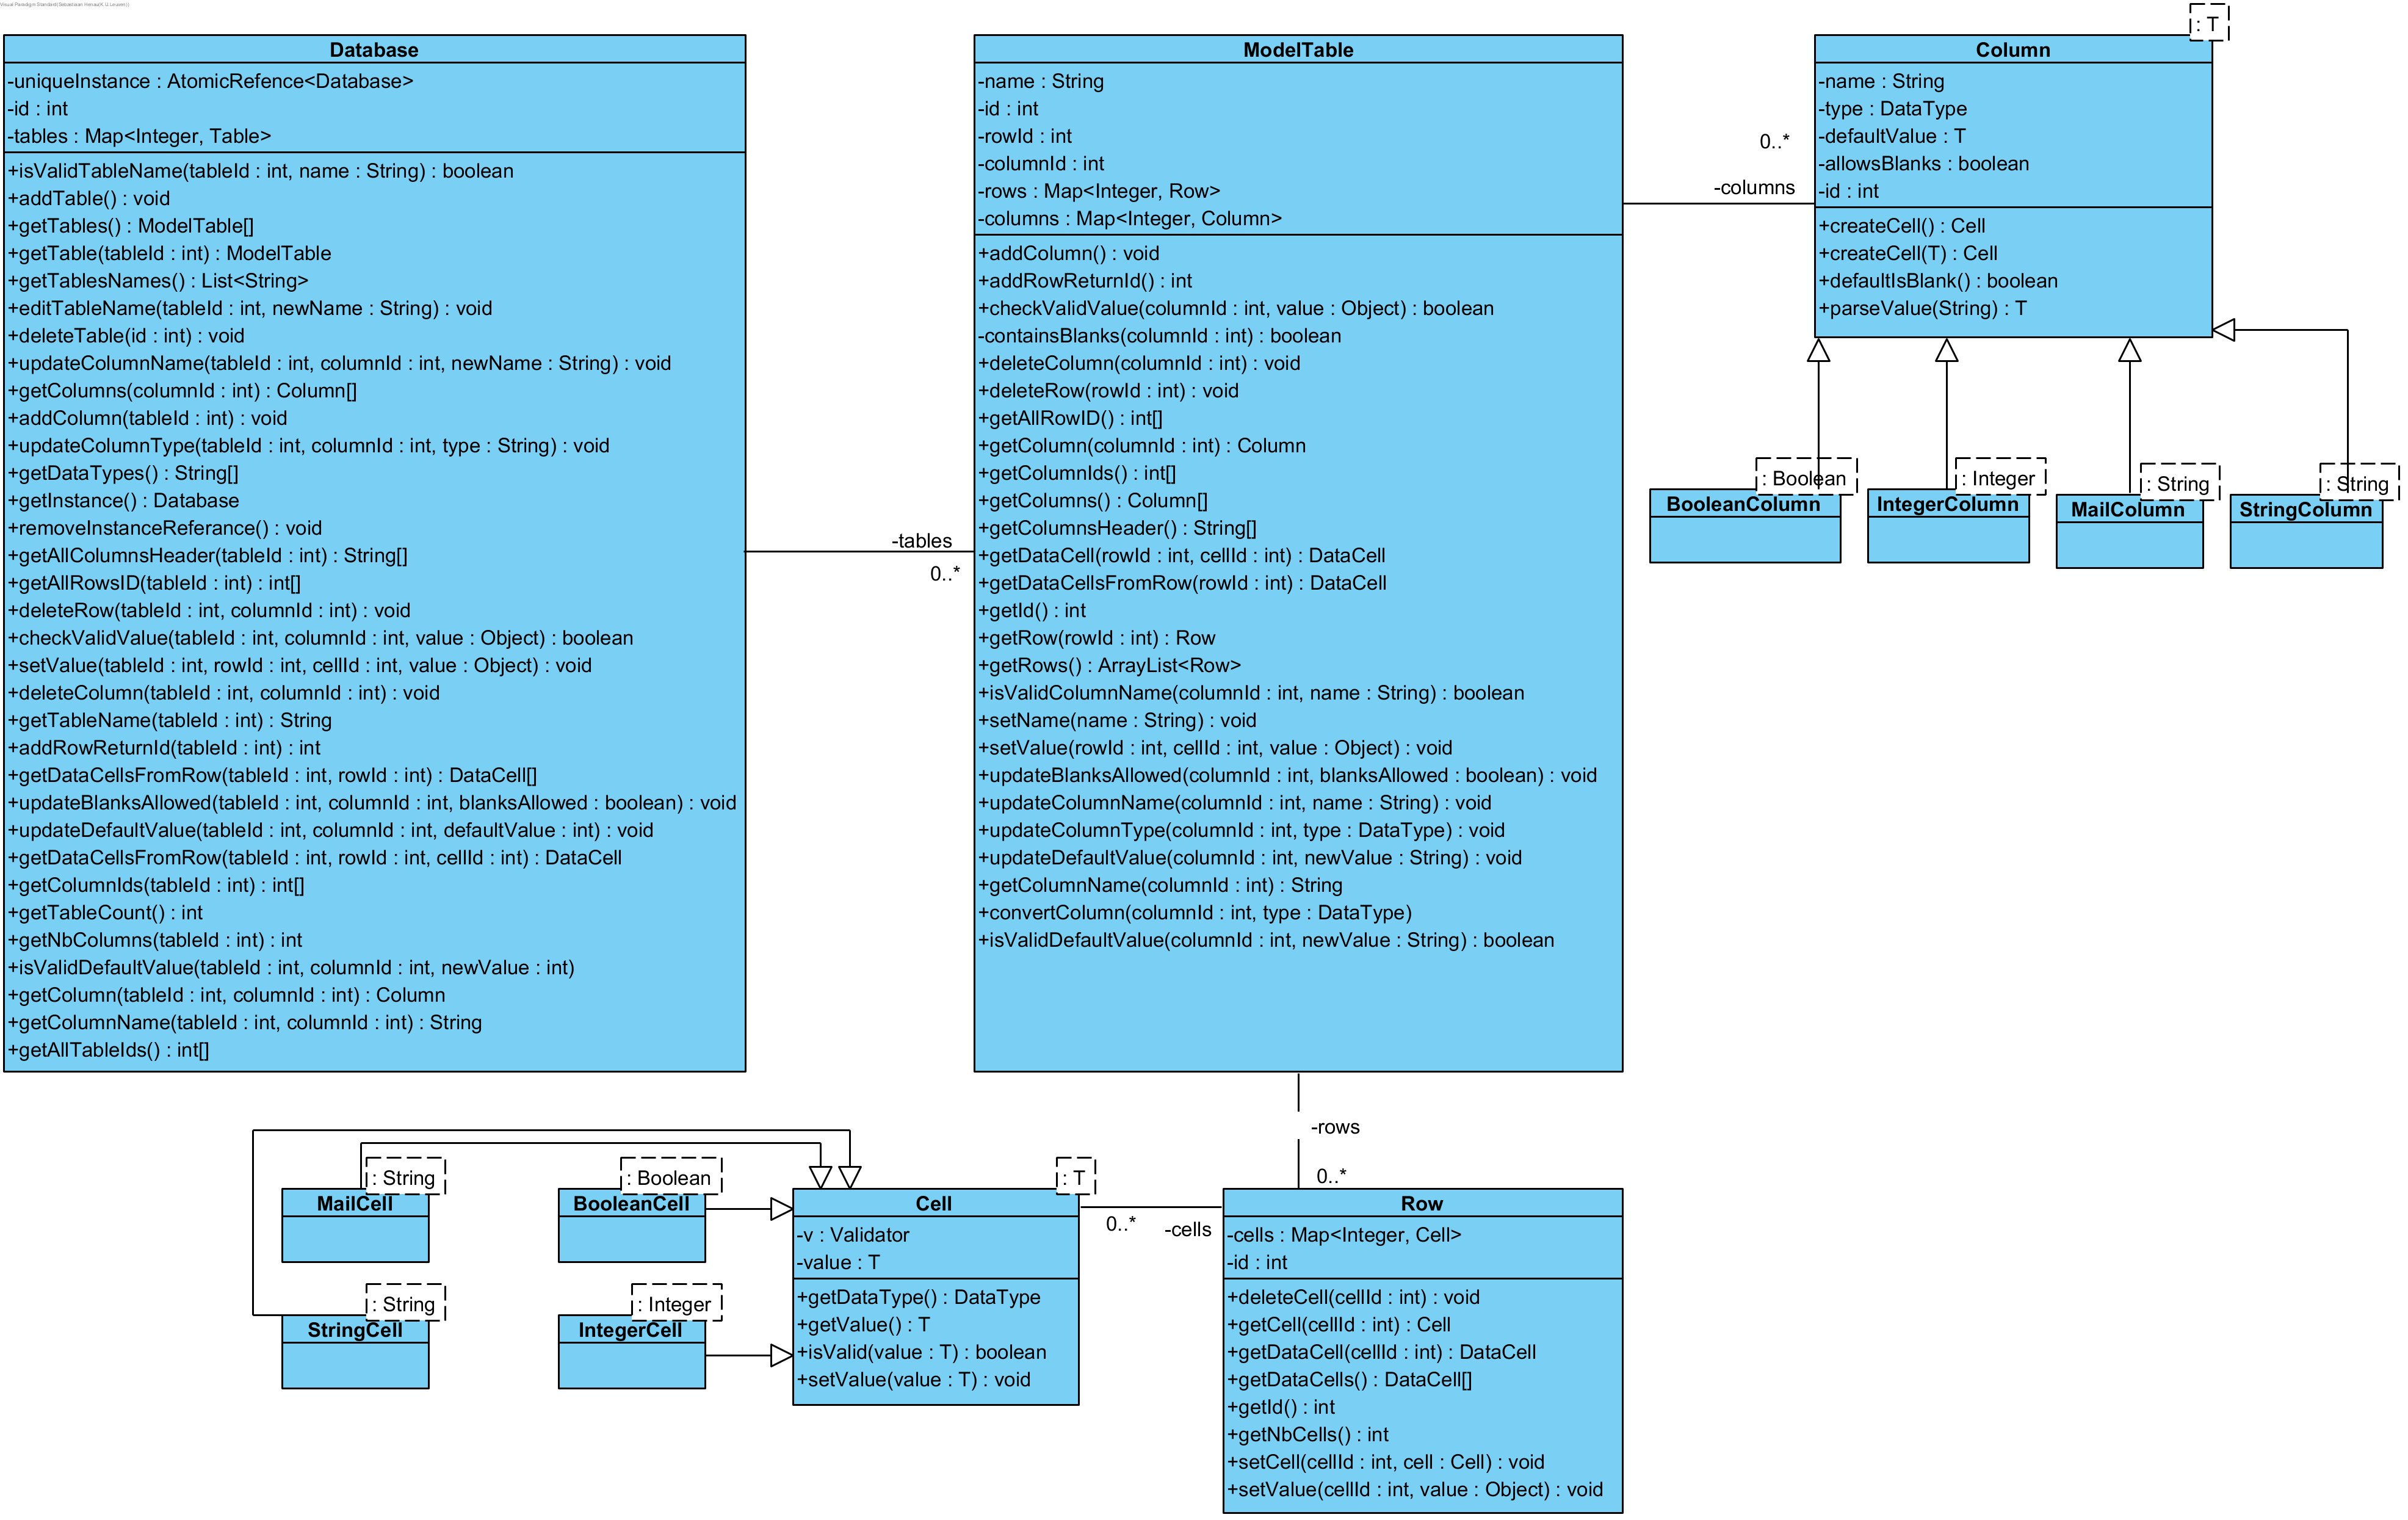 Visual Paradigm Standard(Sebastiaan Henau(K.U.Leuven))
Database
-uniqueInstance : AtomicRefence<Database>
-id : int
-tables : Map<Integer, Table>
+isValidTableName(tableId : int, name : String) : boolean
+addTable() : void
+getTables() : ModelTable[]
+getTable(tableId : int) : ModelTable
+getTablesNames() : List<String>
+editTableName(tableId : int, newName : String) : void
+deleteTable(id : int) : void
+updateColumnName(tableId : int, columnId : int, newName : String) : void
+getColumns(columnId : int) : Column[]
+addColumn(tableId : int) : void
+updateColumnType(tableId : int, columnId : int, type : String) : void
+getDataTypes() : String[]
+getInstance() : Database
+removeInstanceReferance() : void
+getAllColumnsHeader(tableId : int) : String[]
+getAllRowsID(tableId : int) : int[]
+deleteRow(tableId : int, columnId : int) : void
+checkValidValue(tableId : int, columnId : int, value : Object) : boolean
+setValue(tableId : int, rowId : int, cellId : int, value : Object) : void
+deleteColumn(tableId : int, columnId : int) : void
+getTableName(tableId : int) : String
+addRowReturnId(tableId : int) : int
+getDataCellsFromRow(tableId : int, rowId : int) : DataCell[]
+updateBlanksAllowed(tableId : int, columnId : int, blanksAllowed : boolean) : void
+updateDefaultValue(tableId : int, columnId : int, defaultValue : int) : void
+getDataCellsFromRow(tableId : int, rowId : int, cellId : int) : DataCell
+getColumnIds(tableId : int) : int[]
+getTableCount() : int
+getNbColumns(tableId : int) : int
+isValidDefaultValue(tableId : int, columnId : int, newValue : int)
+getColumn(tableId : int, columnId : int) : Column
+getColumnName(tableId : int, columnId : int) : String
+getAllTableIds() : int[]
-tables
0..*
ModelTable
-name : String
-id : int
-rowId : int
-columnId : int
-rows : Map<Integer, Row>
-columns : Map<Integer, Column>
+addColumn() : void
+addRowReturnId() : int
+checkValidValue(columnId : int, value : Object) : boolean
-containsBlanks(columnId : int) : boolean
+deleteColumn(columnId : int) : void
+deleteRow(rowId : int) : void
+getAllRowID() : int[]
+getColumn(columnId : int) : Column
+getColumnIds() : int[]
+getColumns() : Column[]
+getColumnsHeader() : String[]
+getDataCell(rowId : int, cellId : int) : DataCell
+getDataCellsFromRow(rowId : int) : DataCell
+getId() : int
+getRow(rowId : int) : Row
+getRows() : ArrayList<Row>
+isValidColumnName(columnId : int, name : String) : boolean
+setName(name : String) : void
+setValue(rowId : int, cellId : int, value : Object) : void
+updateBlanksAllowed(columnId : int, blanksAllowed : boolean) : void
+updateColumnName(columnId : int, name : String) : void
+updateColumnType(columnId : int, type : DataType) : void
+updateDefaultValue(columnId : int, newValue : String) : void
+getColumnName(columnId : int) : String
+convertColumn(columnId : int, type : DataType)
+isValidDefaultValue(columnId : int, newValue : String) : boolean
0..*
-columns
: T
Column
-name : String
-type : DataType
-defaultValue : T
-allowsBlanks : boolean
-id : int
+createCell() : Cell
+createCell(T) : Cell
+defaultIsBlank() : boolean
+parseValue(String) : T
: Boolean
BooleanColumn
: Integer
IntegerColumn
: String
MailColumn
: String
StringColumn
-rows
0..*
: String
MailCell
: Boolean
BooleanCell
: String
StringCell
: Integer
IntegerCell
: T
Cell
-v : Validator
-value : T
+getDataType() : DataType
+getValue() : T
+isValid(value : T) : boolean
+setValue(value : T) : void
0..*
-cells
Row
-cells : Map<Integer, Cell>
-id : int
+deleteCell(cellId : int) : void
+getCell(cellId : int) : Cell
+getDataCell(cellId : int) : DataCell
+getDataCells() : DataCell[]
+getId() : int
+getNbCells() : int
+setCell(cellId : int, cell : Cell) : void
+setValue(cellId : int, value : Object) : void